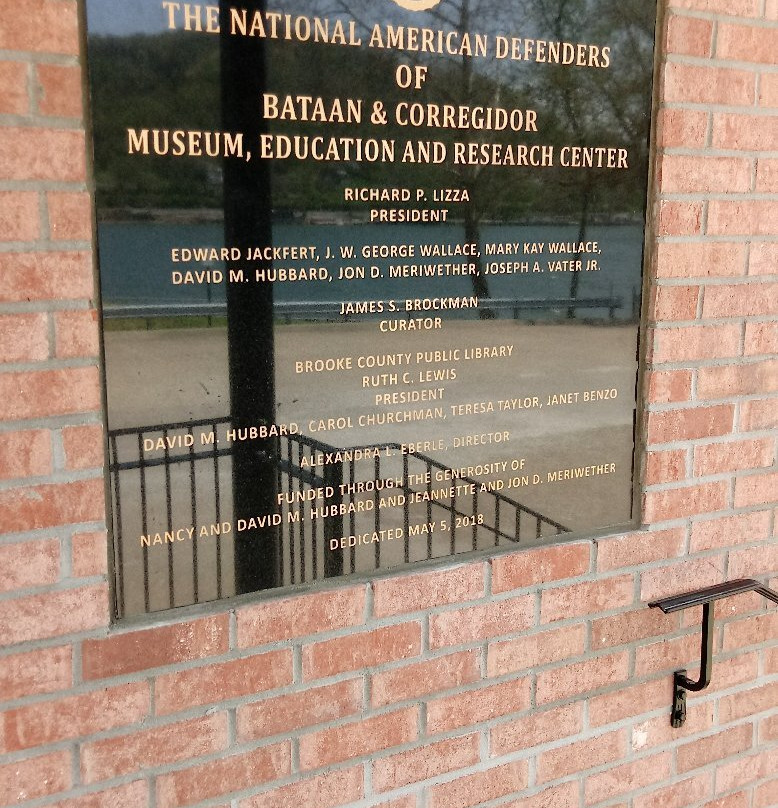 THE NATIONAL AMERICAN DEFENDERS
OF
BATAAN & CORREGIDOR
MUSEUM, EDUCATION AND RESEARCH CENTER
RICHARD P. LIZZA
PRESIDENT
EDWARD JACKFERT, J. W. GEORGE WALLACE, MARY KAY WALLACE,
DAVID M. HUBBARD, JON D. MERIWETHER, JOSEPH A. VATER JR.
JAMES S. BROCKMAN
CURATOR
BROOKE COUNTY PUBLIC LIBRARY
RUTH C. LEWIS
PRESIDENT
DAVID M. HUBBARD, CAROL CHURCHMAN, TERESA TAYLOR, JANET BENZO
ALEXANDRA L. EBERLE, DIRECTOR
FUNDED THROUGH THE GENEROSITY OF
NANCY AND DAVID M. HUBBARD AND JEANNETTE AND JON D. MERIWETHER
DEDICATED MAY 5, 2018